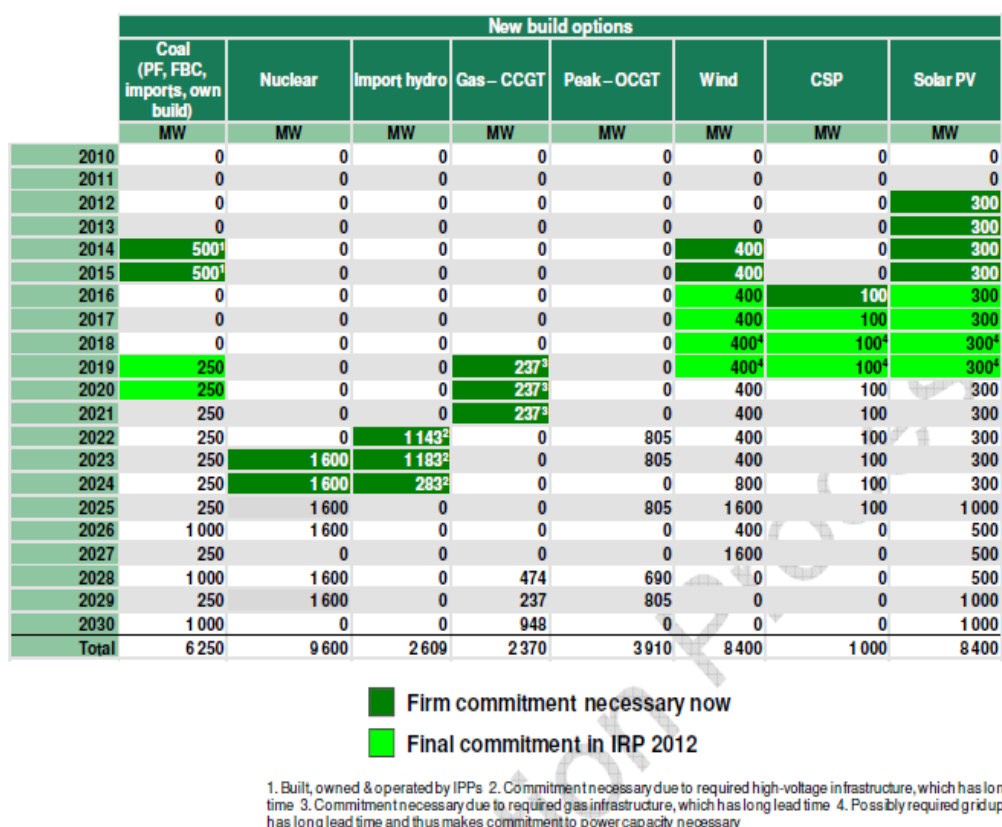 New build options
Coal (PF, FBC, imports, own build) Nuclear Import hydro Gas – CCGT Peak – OCGT Wind CSP Solar PV
MW MW MW MW MW MW MW MW
2010 0 0 0 0 0 0 0 0
2011 0 0 0 0 0 0 0 0
2012 0 0 0 0 0 0 0 300
2013 0 0 0 0 0 0 0 300
2014 500¹ 0 0 0 0 400 0 300
2015 500¹ 0 0 0 0 400 0 300
2016 0 0 0 0 0 400 100 300
2017 0 0 0 0 0 400 100 300
2018 0 0 0 0 0 400⁴ 100⁴ 300⁴
2019 250 0 0 237³ 0 400⁴ 100⁴ 300⁴
2020 250 0 0 237³ 0 400 100 300
2021 250 0 0 237³ 0 400 100 300
2022 250 0 1 143² 0 805 400 100 300
2023 250 1 600 1 183² 0 805 400 100 300
2024 250 1 600 283² 0 0 800 100 300
2025 250 1 600 0 0 805 1 600 100 1 000
2026 1 000 1 600 0 0 0 400 0 500
2027 250 0 0 0 0 1 600 0 500
2028 1 000 1 600 0 474 690 0 0 500
2029 250 1 600 0 237 805 0 0 1 000
2030 1 000 0 0 948 0 0 0 1 000
Total 6 250 9 600 2 609 2 370 3 910 8 400 1 000 8 400
Firm commitment necessary now
Final commitment in IRP 2012
1. Built, owned & operated by IPPs 2. Commitment necessary due to required high-voltage infrastructure, which has lon
time 3. Commitment necessary due to required gas infrastructure, which has long lead time 4. Possibly required grid up
has long lead time and thus makes commitment to power capacity necessary